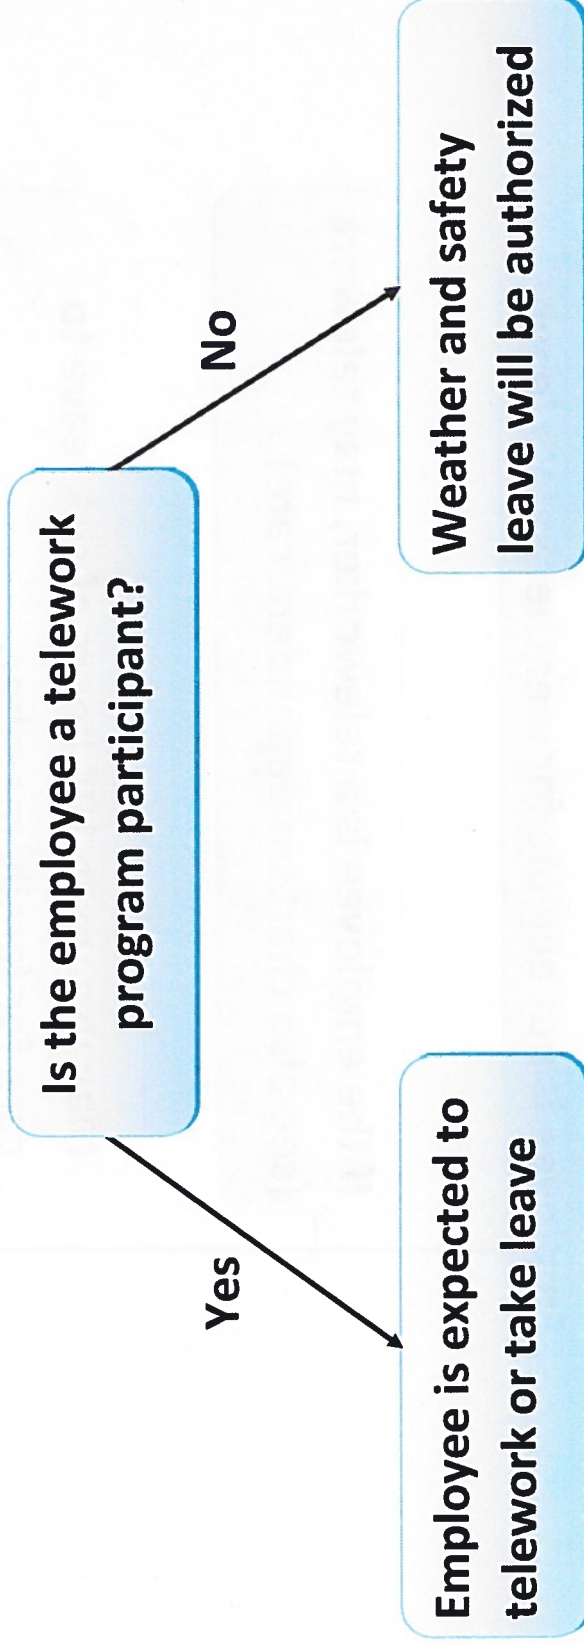 Is the employee a telework
program participant?
Yes
No
Employee is expected to
telework or take leave
Weather and safety
leave will be authorized